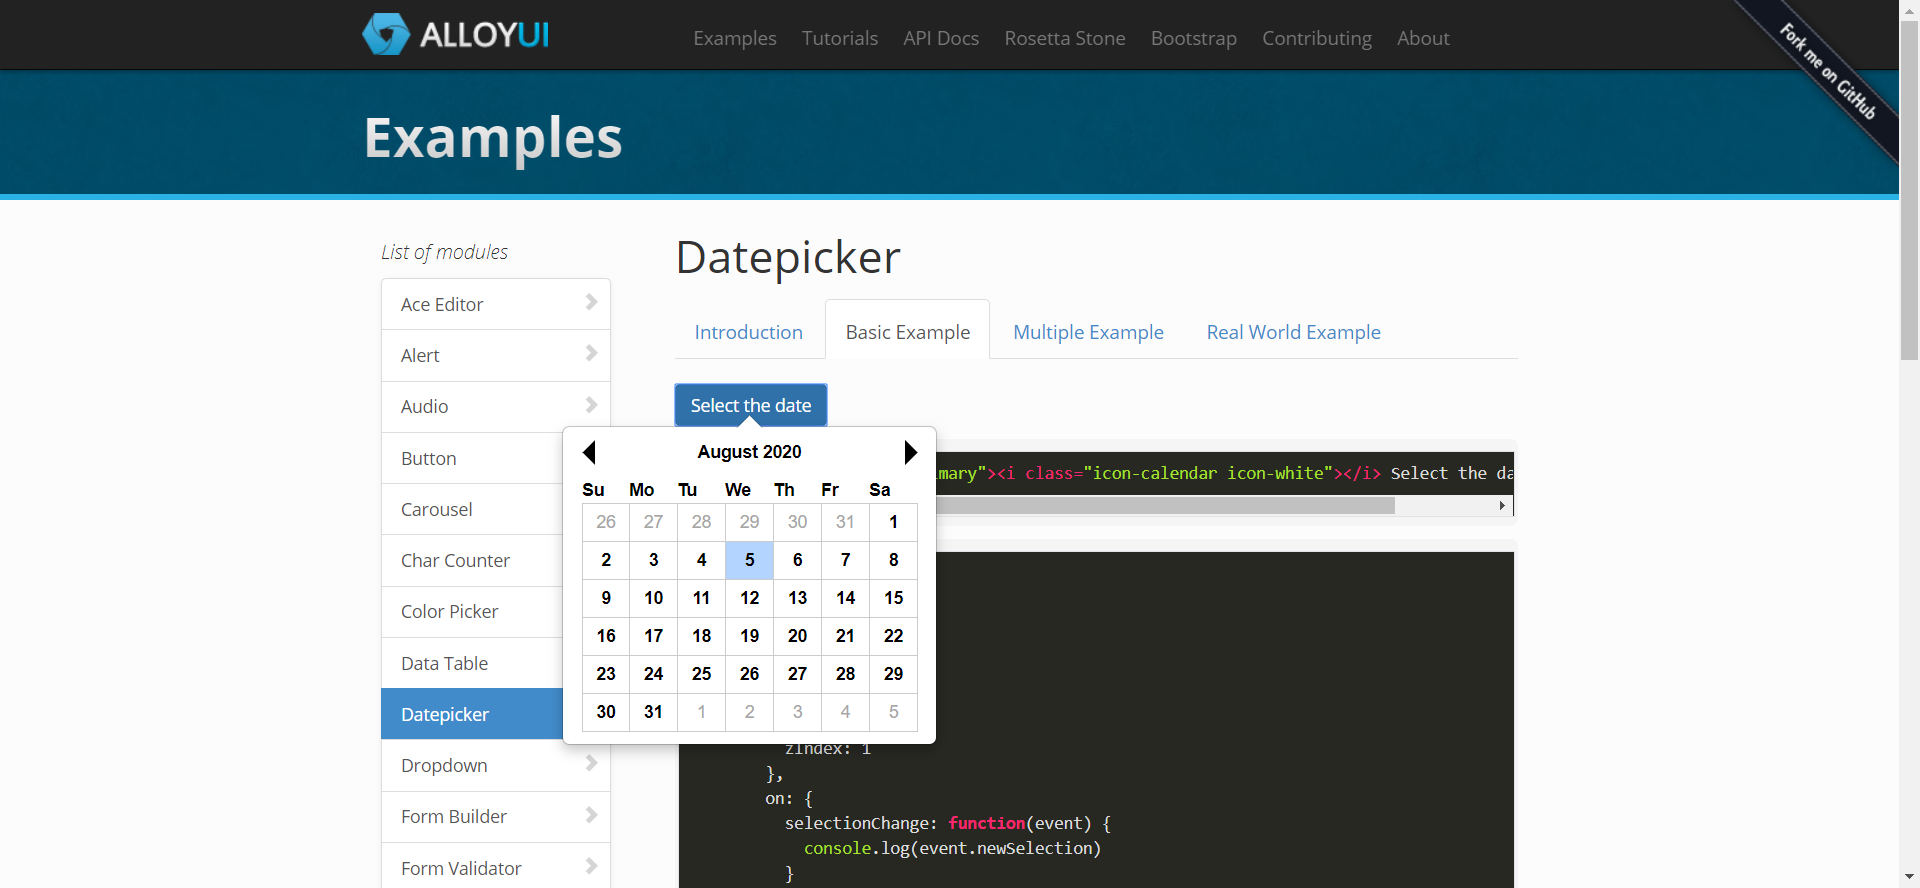 ALLOYUI
Examples Tutorials API Docs Rosetta Stone Bootstrap Contributing About
Fork me on GitHub
Examples
List of modules
Ace Editor
Alert
Audio
Button
Carousel
Char Counter
Color Picker
Data Table
Datepicker
Dropdown
Form Builder
Form Validator
Datepicker
Introduction Basic Example Multiple Example Real World Example
Select the date
August 2020
Su Mo Tu We Th Fr Sa
26 27 28 29 30 31 1
2 3 4 5 6 7 8
9 10 11 12 13 14 15
16 17 18 19 20 21 22
23 24 25 26 27 28 29
30 31 1 2 3 4 5
mary"><i class="icon-calendar icon-white"></i> Select the da
zIndex: 1
},
on: {
selectionChange: function(event) {
console.log(event.newSelection)
}